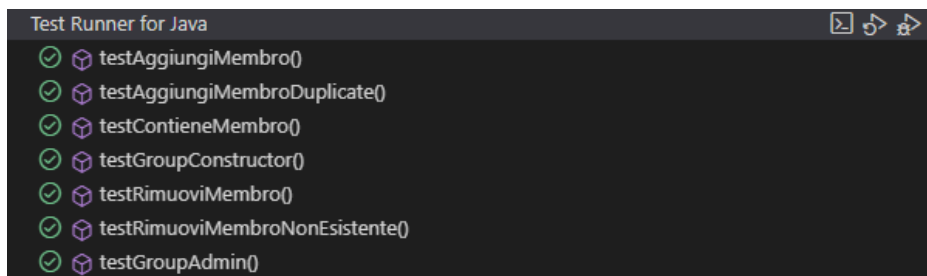 Test Runner for Java
testAggiungiMembro()
testAggiungiMembroDuplicate()
testContieneMembro()
testGroupConstructor()
testRimuoviMembro()
testRimuoviMembroNonEsistente()
testGroupAdmin()